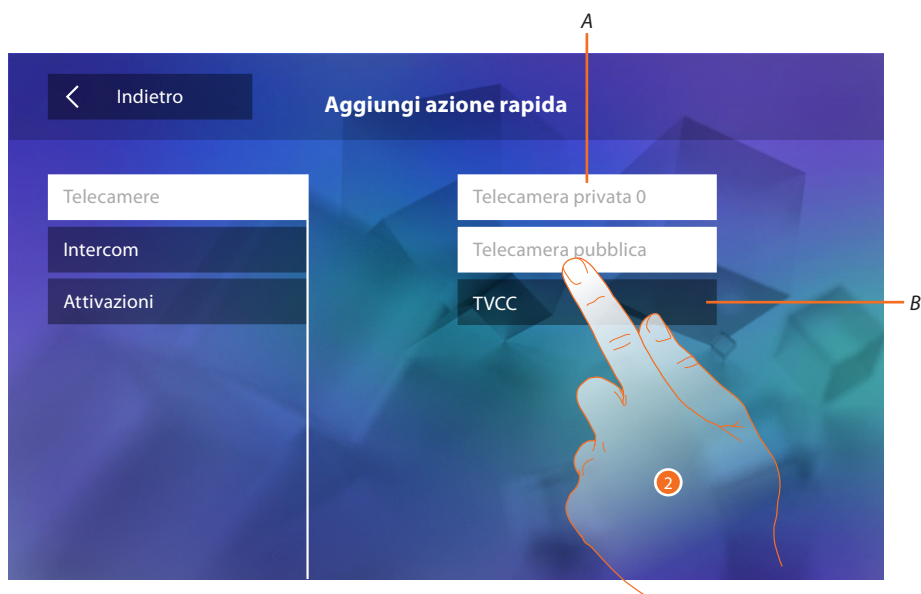 A
Indietro
Aggiungi azione rapida
Telecamere
Telecamera privata 0
Intercom
Telecamera pubblica
Attivazioni
TVCC
B
2